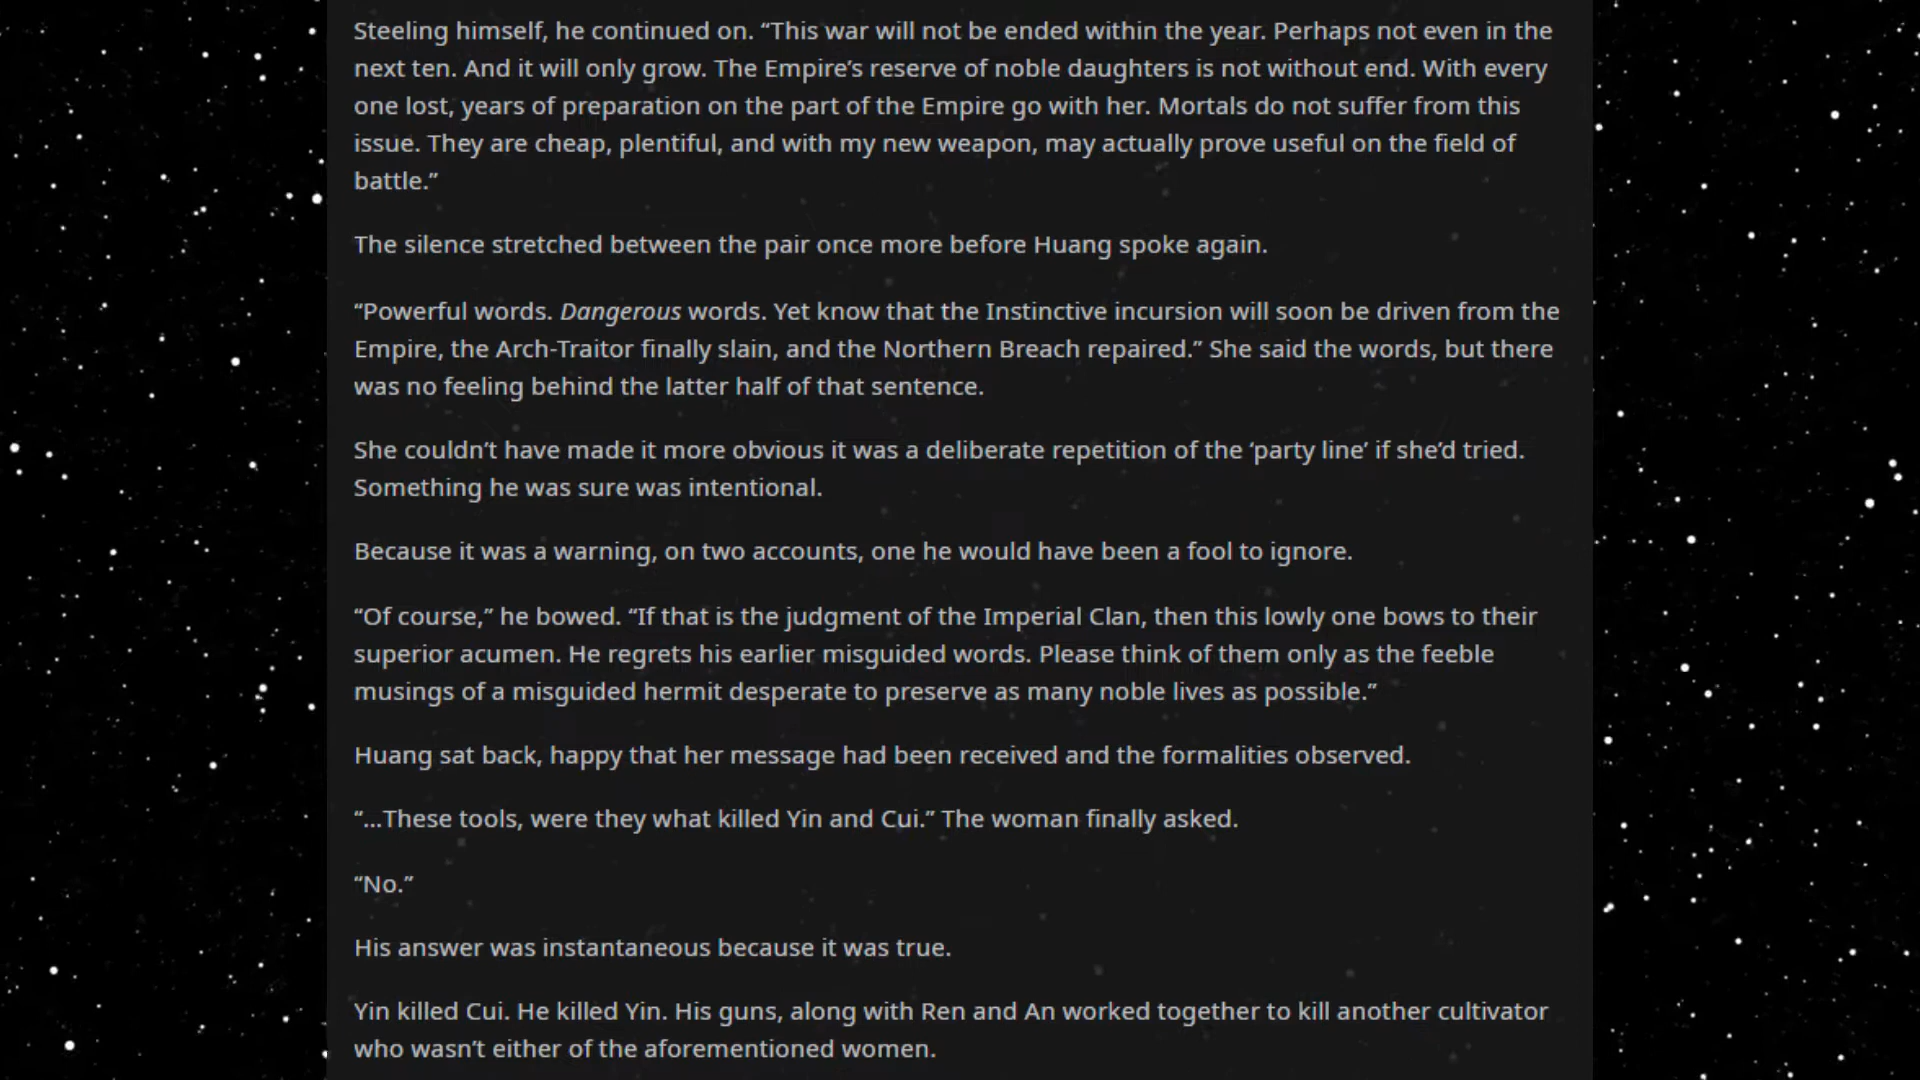 Steeling himself, he continued on. “This war will not be ended within the year. Perhaps not even in the
next ten. And it will only grow. The Empire’s reserve of noble daughters is not without end. With every
one lost, years of preparation on the part of the Empire go with her. Mortals do not suffer from this
issue. They are cheap, plentiful, and with my new weapon, may actually prove useful on the field of
battle.”
The silence stretched between the pair once more before Huang spoke again.
“Powerful words. Dangerous words. Yet know that the Instinctive incursion will soon be driven from the
Empire, the Arch-Traitor finally slain, and the Northern Breach repaired.” She said the words, but there
was no feeling behind the latter half of that sentence.
She couldn’t have made it more obvious it was a deliberate repetition of the ‘party line’ if she’d tried.
Something he was sure was intentional.
Because it was a warning, on two accounts, one he would have been a fool to ignore.
“Of course,” he bowed. “If that is the judgment of the Imperial Clan, then this lowly one bows to their
superior acumen. He regrets his earlier misguided words. Please think of them only as the feeble
musings of a misguided hermit desperate to preserve as many noble lives as possible.”
Huang sat back, happy that her message had been received and the formalities observed.
“…These tools, were they what killed Yin and Cui.” The woman finally asked.
“No.”
His answer was instantaneous because it was true.
Yin killed Cui. He killed Yin. His guns, along with Ren and An worked together to kill another cultivator
who wasn’t either of the aforementioned women.